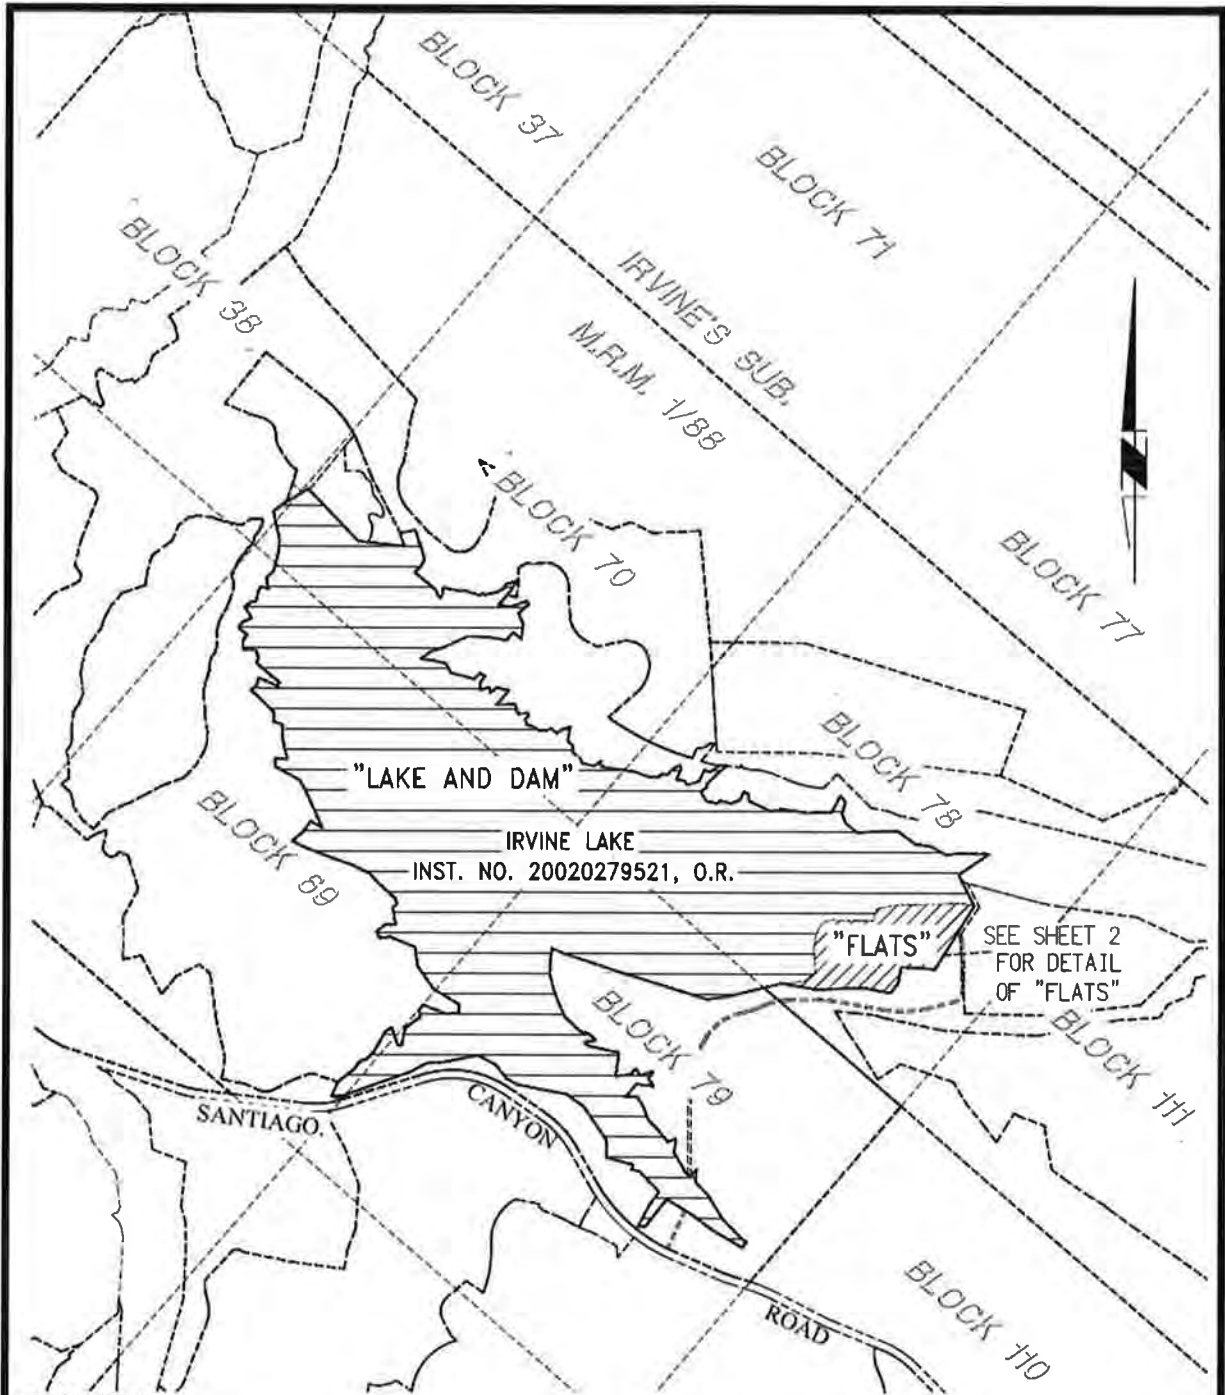 BLOCK 37
BLOCK 71
BLOCK 38
IRVINE'S SUB.
M.R.M. 1/88
BLOCK 70
BLOCK 77
BLOCK 78
"LAKE AND DAM"
BLOCK 69
IRVINE LAKE
INST. NO. 20020279521, O.R.
"FLATS"
SEE SHEET 2
FOR DETAIL
OF "FLATS"
BLOCK 79
BLOCK 111
SANTIAGO.
CANYON
ROAD
BLOCK 110